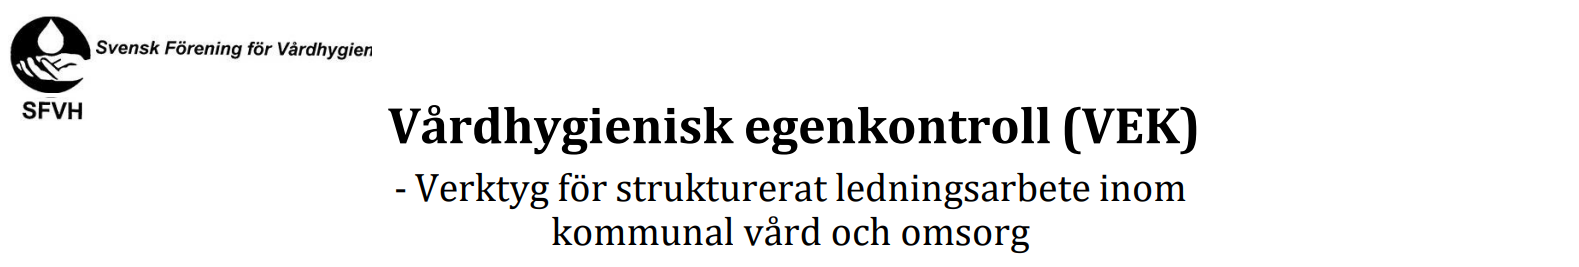 Svensk Förening för Vårdhygien
SFVH
Vårdhygienisk egenkontroll (VEK)
- Verktyg för strukturerat ledningsarbete inom
kommunal vård och omsorg